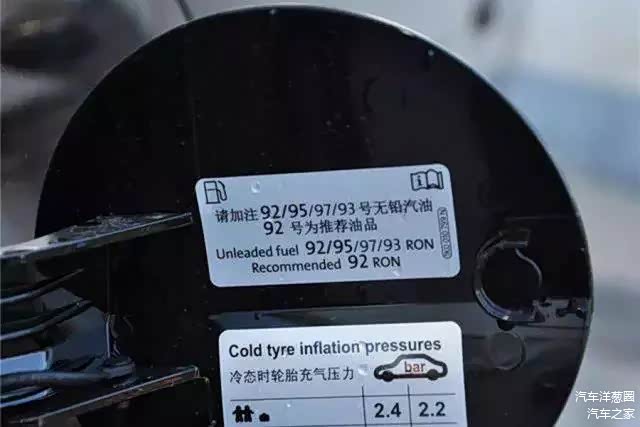 请加注 92/95/97/93 号无铅汽油
92 号为推荐油品
Unleaded fuel 92/95/97/93 RON
Recommended 92 RON
Cold tyre inflation pressures
冷态时轮胎充气压力
bar
2.4 2.2
汽车洋葱圈
汽车之家